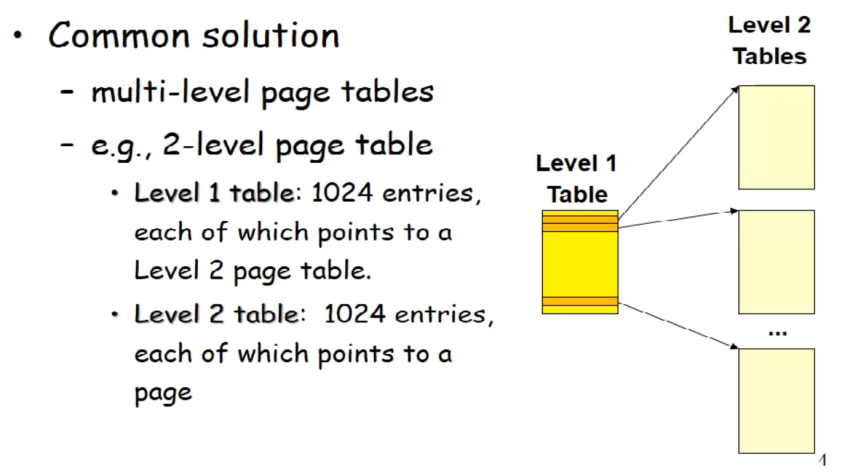 • Common solution
– multi-level page tables
– e.g., 2-level page table
• Level 1 table: 1024 entries,
each of which points to a
Level 2 page table.
• Level 2 table: 1024 entries,
each of which points to a
page
Level 1
Table
Level 2
Tables
...